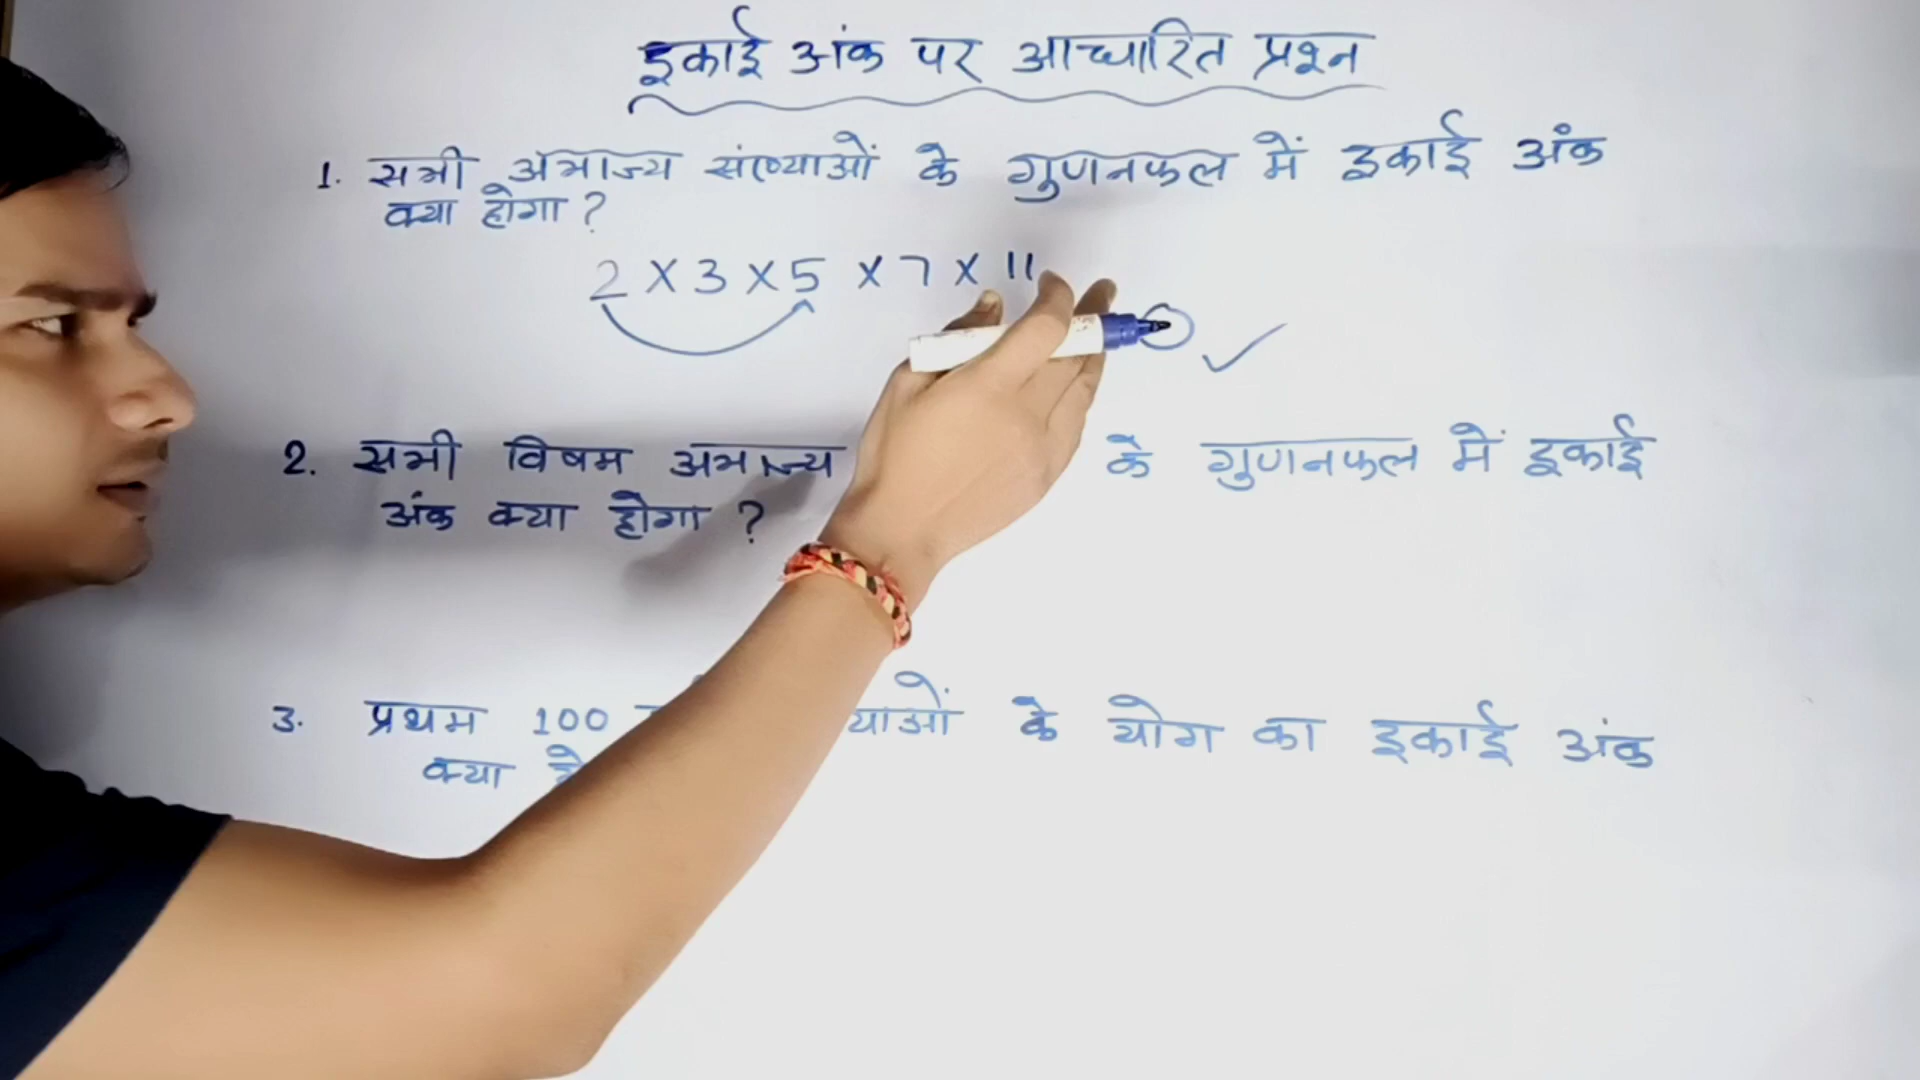 इकाई अंक पर आधारित प्रश्न
1. सभी अभाज्य संख्याओं के गुणनफल में इकाई अंक
क्या होगा ?
2 X 3 X 5 X 7 X 11
2. सभी विषम अभाज्य के गुणनफल में इकाई
अंक क्या होगा ?
3. प्रथम 100 के योग का इकाई अंक
क्या